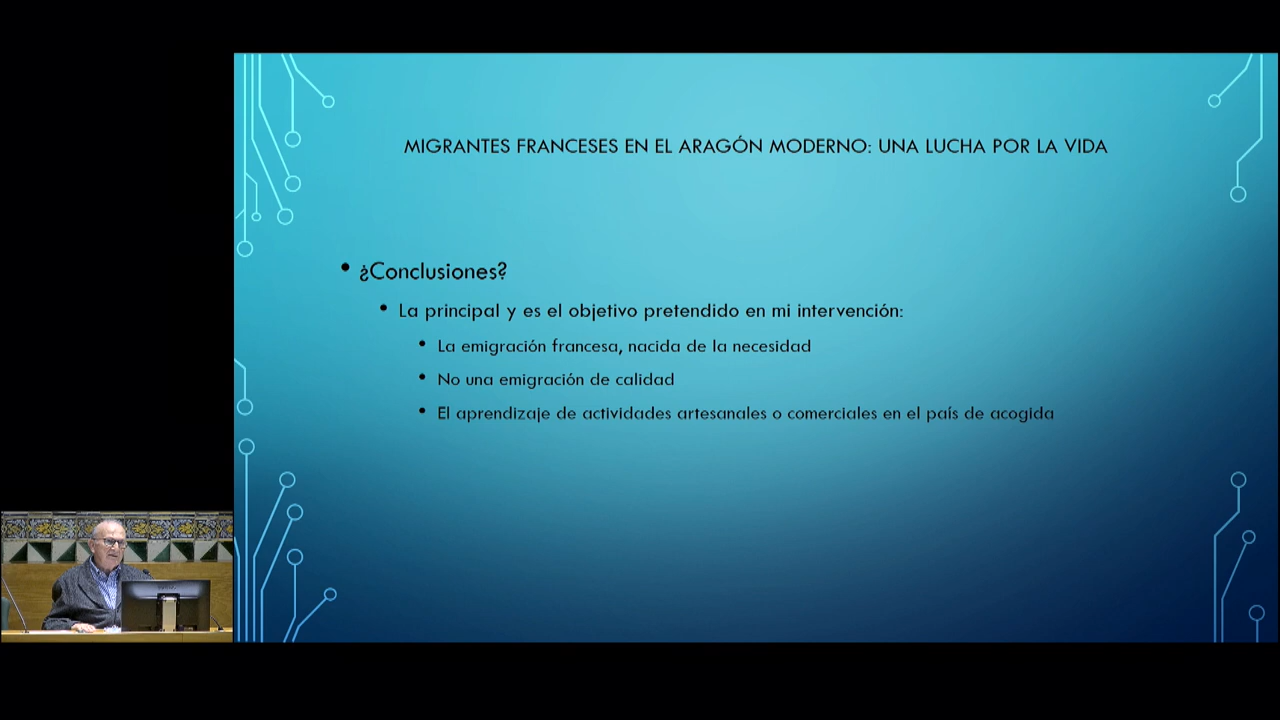 MIGRANTES FRANCESES EN EL ARAGÓN MODERNO: UNA LUCHA POR LA VIDA
• ¿Conclusiones?
• La principal y es el objetivo pretendido en mi intervención:
• La emigración francesa, nacida de la necesidad
• No una emigración de calidad
• El aprendizaje de actividades artesanales o comerciales en el país de acogida